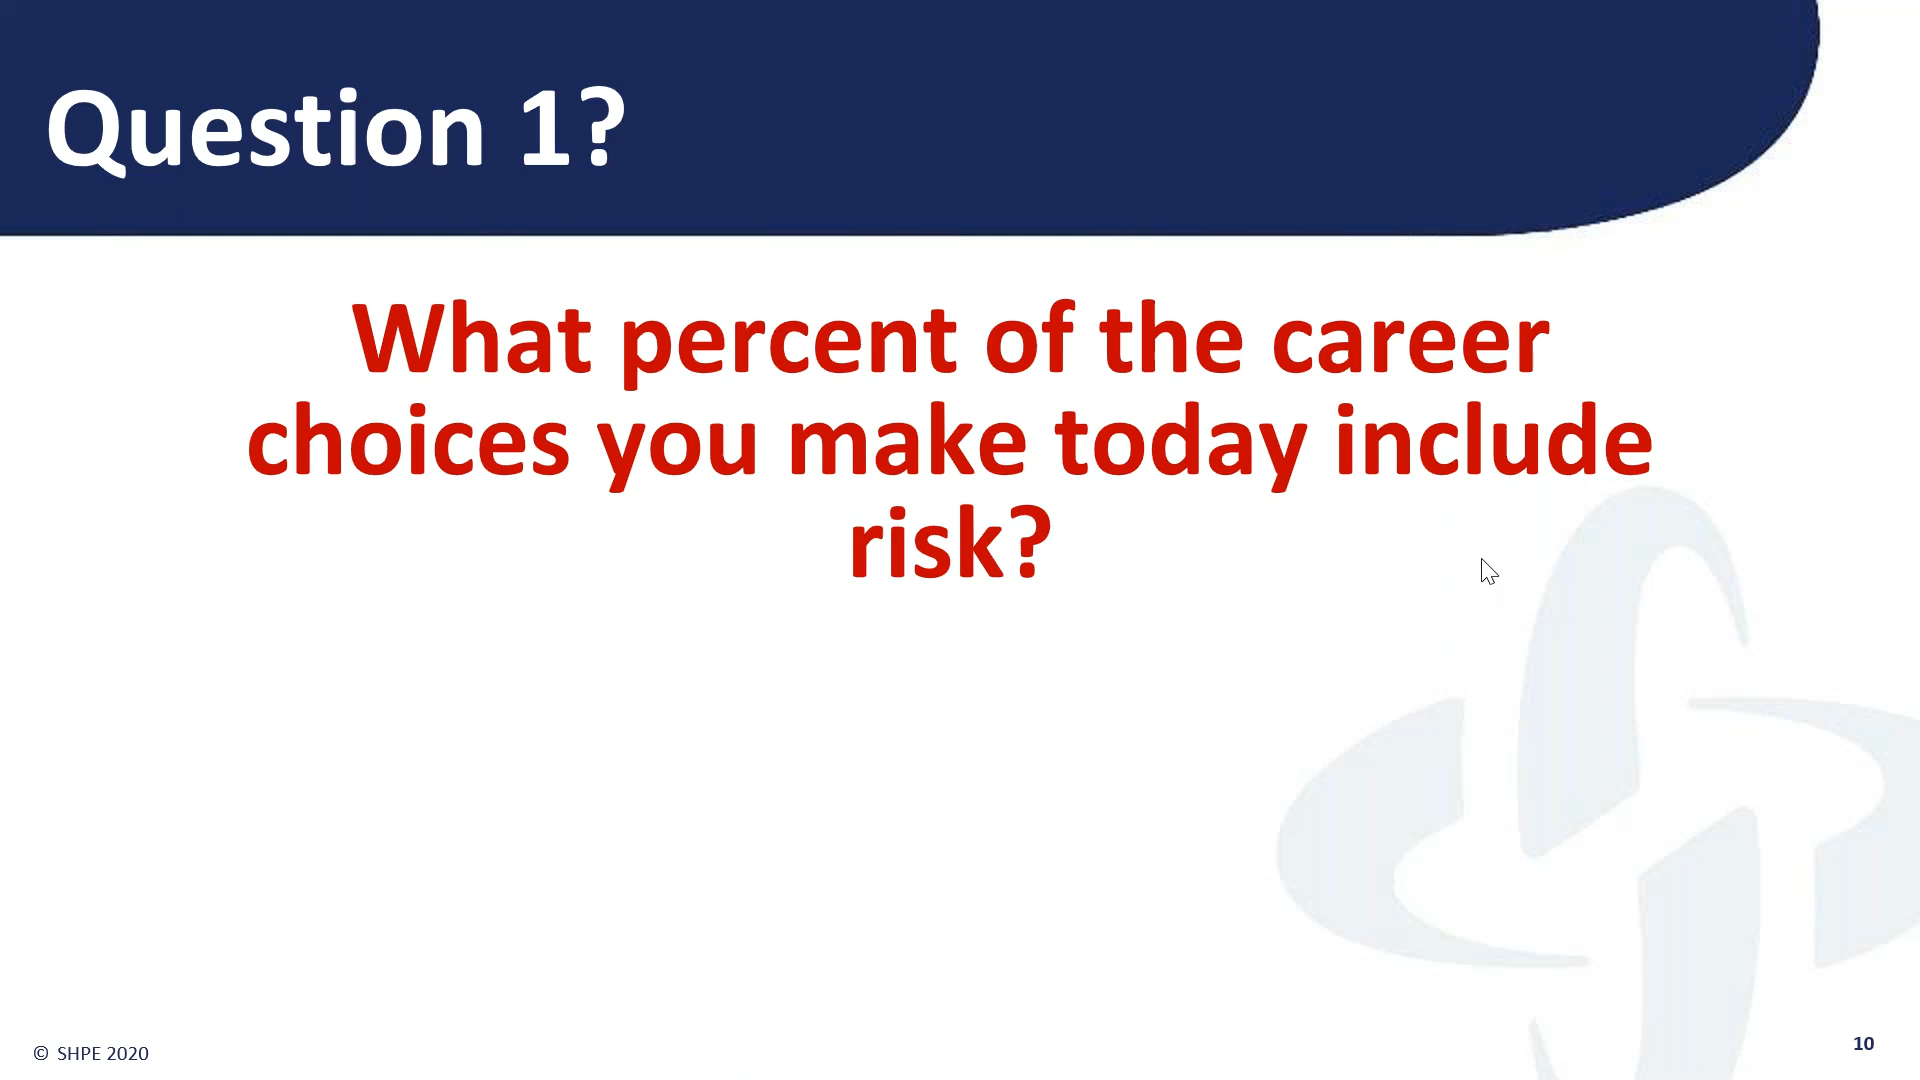 Question 1?
What percent of the career
choices you make today include
risk?
© SHPE 2020
10